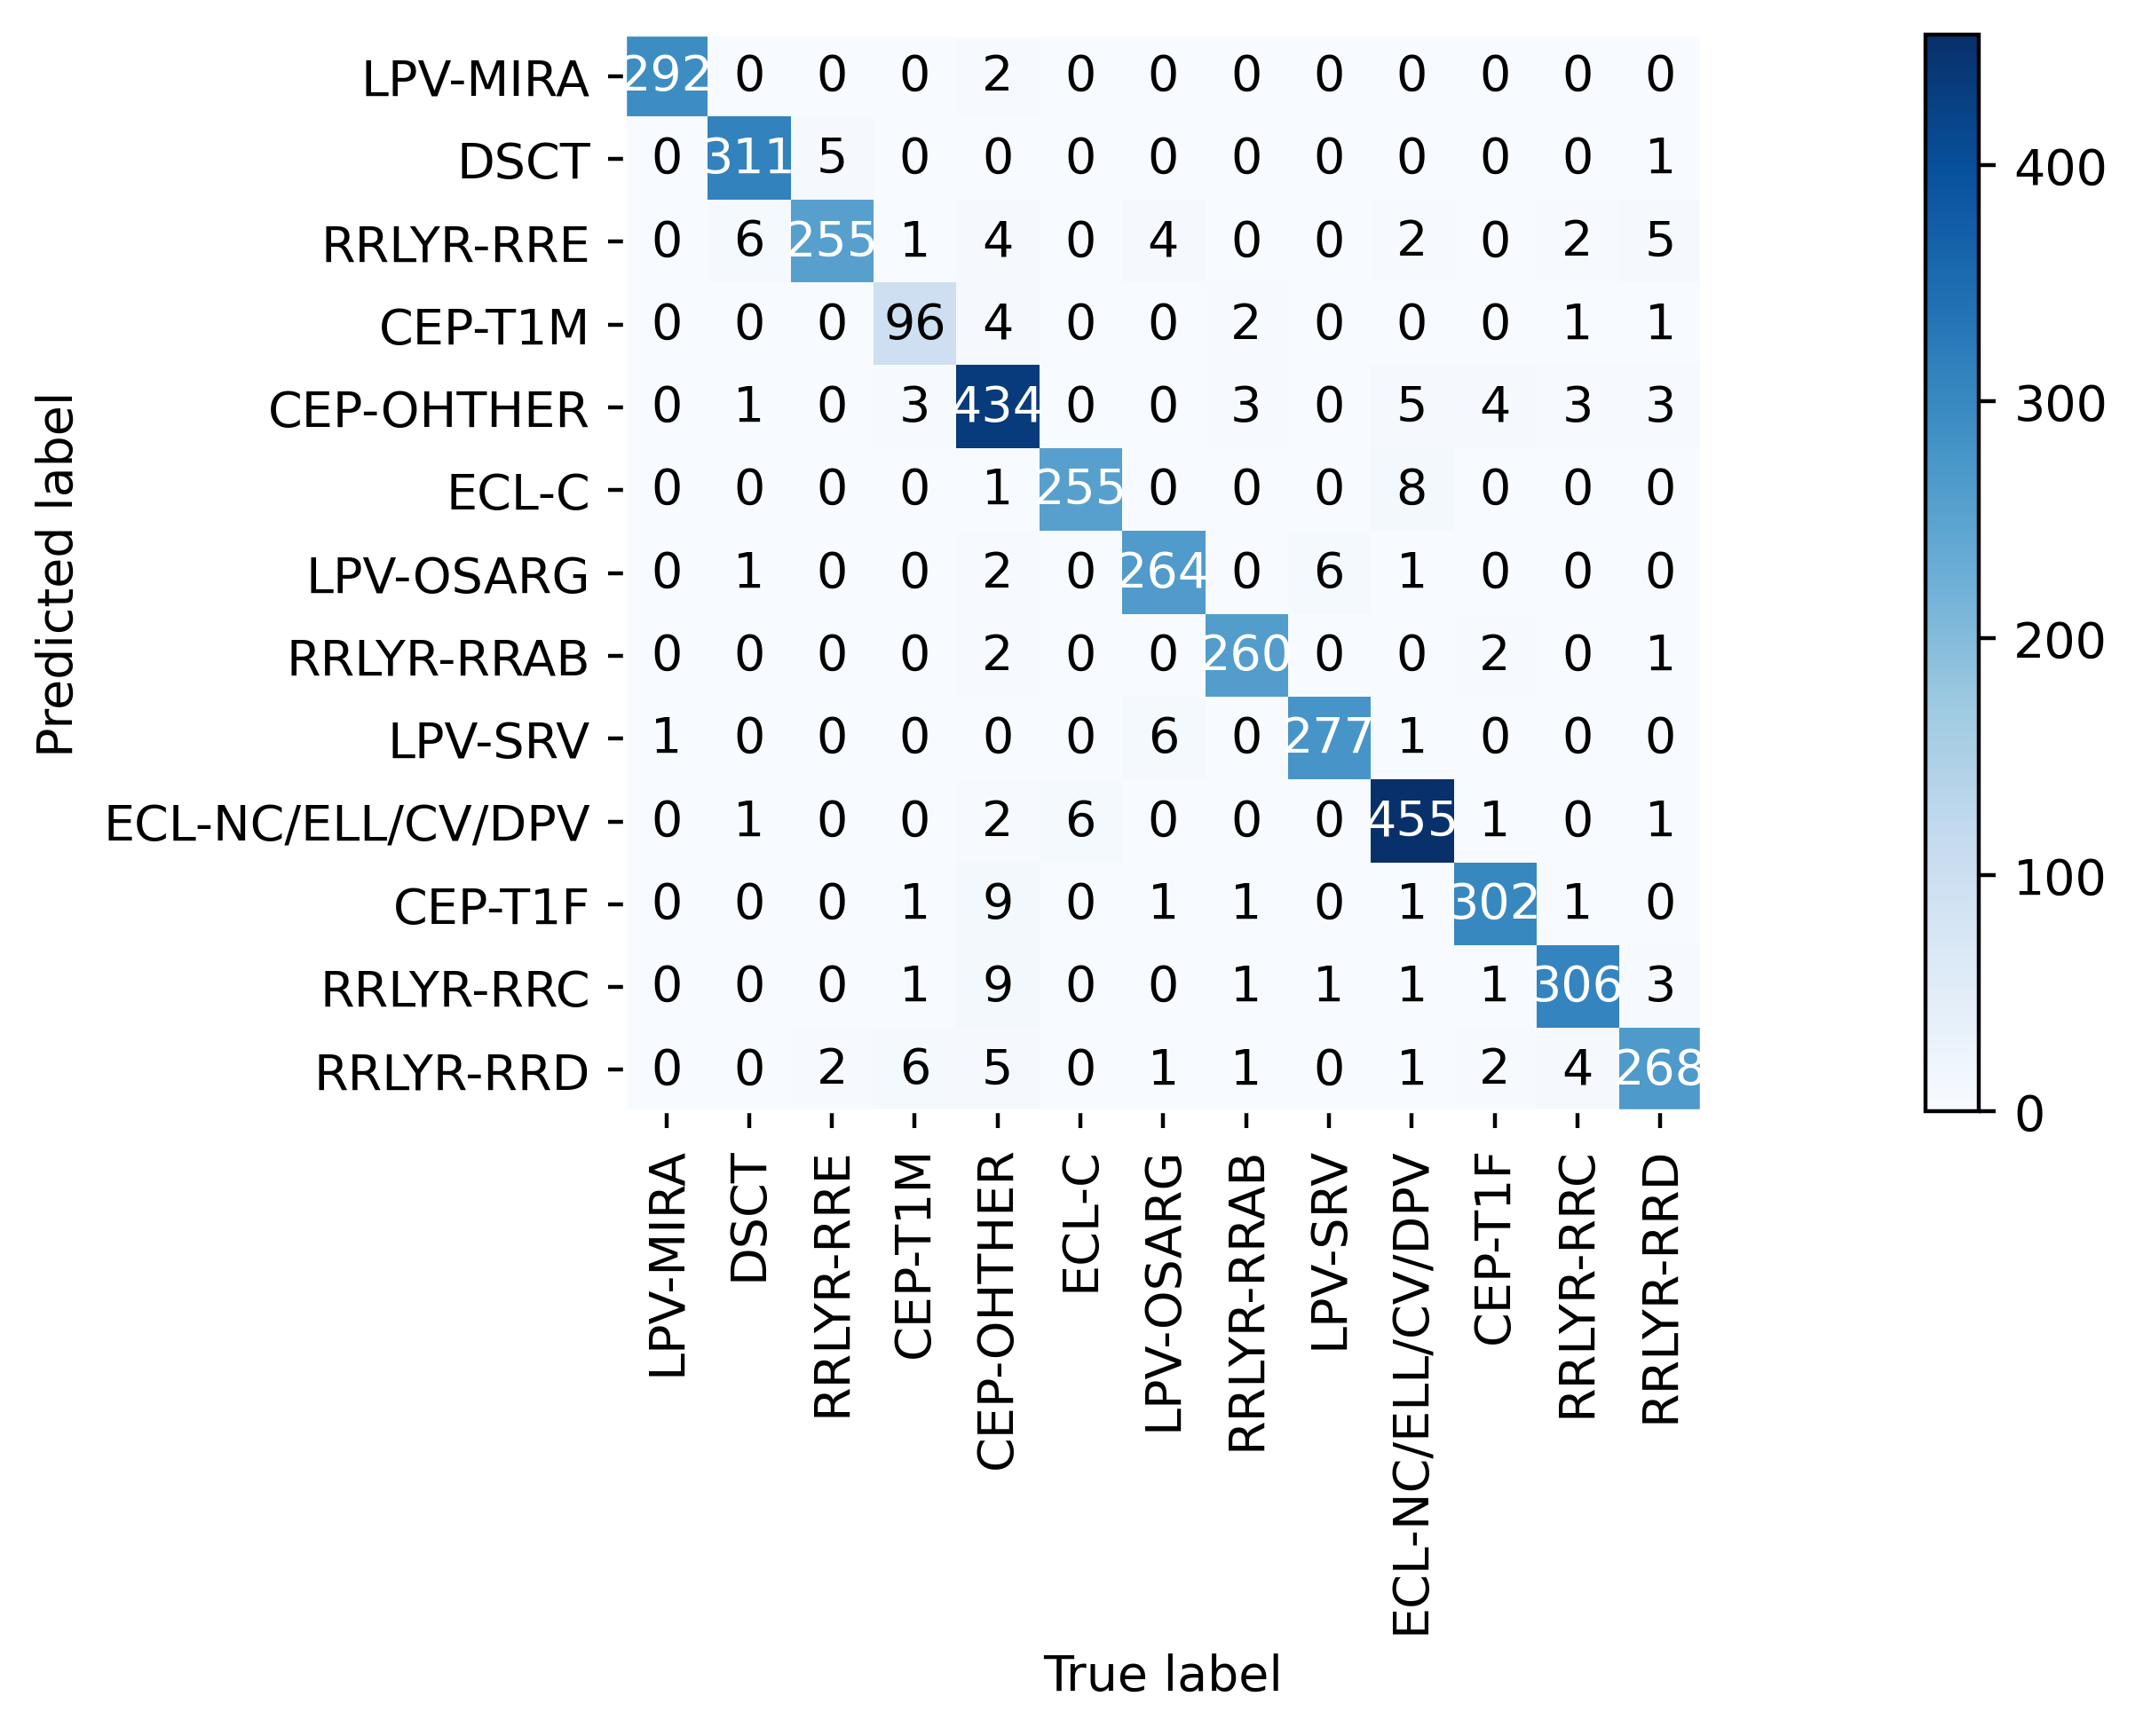 LPV-MIRA 292 0 0 0 2 0 0 0 0 0 0 0 0
DSCT 0 311 5 0 0 0 0 0 0 0 0 0 1
RRLYR-RRE 0 6 255 1 4 0 4 0 0 2 0 2 5
CEP-T1M 0 0 0 96 4 0 0 2 0 0 0 1 1
CEP-OHTHER 0 1 0 3 434 0 0 3 0 5 4 3 3
ECL-C 0 0 0 0 1 255 0 0 0 8 0 0 0
LPV-OSARG 0 1 0 0 2 0 264 0 6 1 0 0 0
RRLYR-RRAB 0 0 0 0 2 0 0 260 0 0 2 0 1
LPV-SRV 1 0 0 0 0 0 6 0 277 1 0 0 0
ECL-NC/ELL/CV/DPV 0 1 0 0 2 6 0 0 0 455 1 0 1
CEP-T1F 0 0 0 1 9 0 1 1 0 1 302 1 0
RRLYR-RRC 0 0 0 1 9 0 0 1 1 1 1 306 3
RRLYR-RRD 0 0 2 6 5 0 1 1 0 1 2 4 268
Predicted label
LPV-MIRA
DSCT
RRLYR-RRE
CEP-T1M
CEP-OHTHER
ECL-C
LPV-OSARG
RRLYR-RRAB
LPV-SRV
ECL-NC/ELL/CV/DPV
CEP-T1F
RRLYR-RRC
RRLYR-RRD
True label
400
300
200
100
0